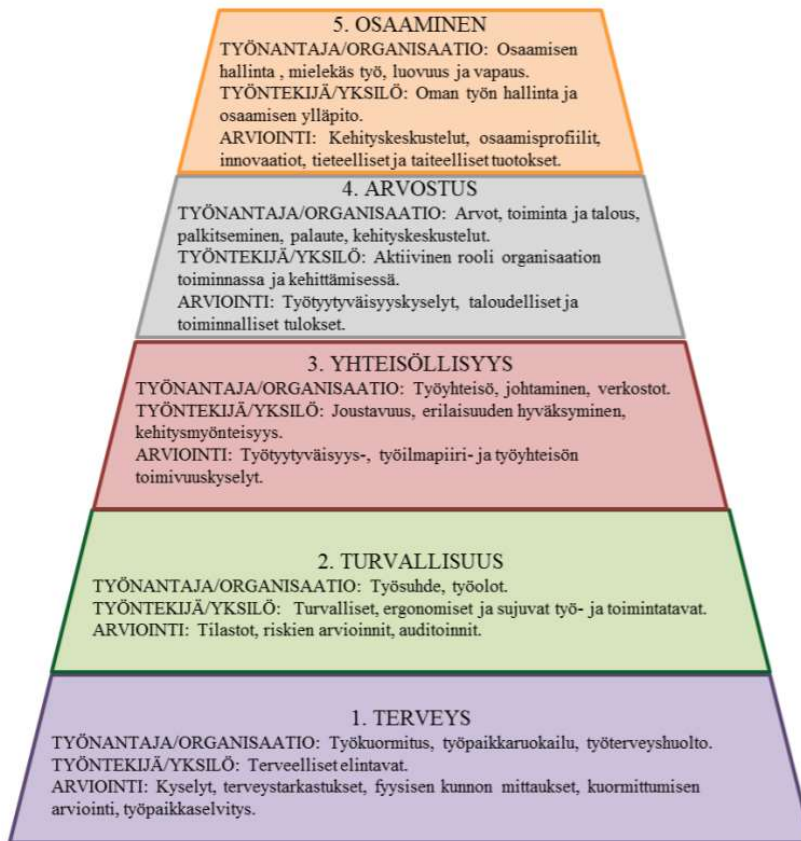 5. OSAAMINEN
TYÖNANTAJA/ORGANISAATIO: Osaamisen
hallinta , mielekäs työ, luovuus ja vapaus.
TYÖNTEKIJÄ/YKSILÖ: Oman työn hallinta ja
osaamisen ylläpito.
ARVIOINTI: Kehityskeskustelut, osaamisprofiilit,
innovaatiot, tieteelliset ja taiteelliset tuotokset.
4. ARVOSTUS
TYÖNANTAJA/ORGANISAATIO: Arvot, toiminta ja talous,
palkitseminen, palaute, kehityskeskustelut.
TYÖNTEKIJÄ/YKSILÖ: Aktiivinen rooli organisaation
toiminnassa ja kehittämisessä.
ARVIOINTI: Työtyytyväisyyskyselyt, taloudelliset ja
toiminnalliset tulokset.
3. YHTEISÖLLISYYS
TYÖNANTAJA/ORGANISAATIO: Työyhteisö, johtaminen, verkostot.
TYÖNTEKIJÄ/YKSILÖ: Joustavuus, erilaisuuden hyväksyminen,
kehitysmyönteisyys.
ARVIOINTI: Työtyytyväisyys-, työilmapiiri- ja työyhteisön
toimivuuskyselyt.
2. TURVALLISUUS
TYÖNANTAJA/ORGANISAATIO: Työsuhde, työolot.
TYÖNTEKIJÄ/YKSILÖ: Turvalliset, ergonomiset ja sujuvat työ- ja toimintatavat.
ARVIOINTI: Tilastot, riskien arvioinnit, auditoinnit.
1. TERVEYS
TYÖNANTAJA/ORGANISAATIO: Työkuormitus, työpaikkaruokailu, työterveyshuolto.
TYÖNTEKIJÄ/YKSILÖ: Terveelliset elintavat.
ARVIOINTI: Kyselyt, terveystarkastukset, fyysisen kunnon mittaukset, kuormittumisen
arviointi, työpaikkaselvitys.